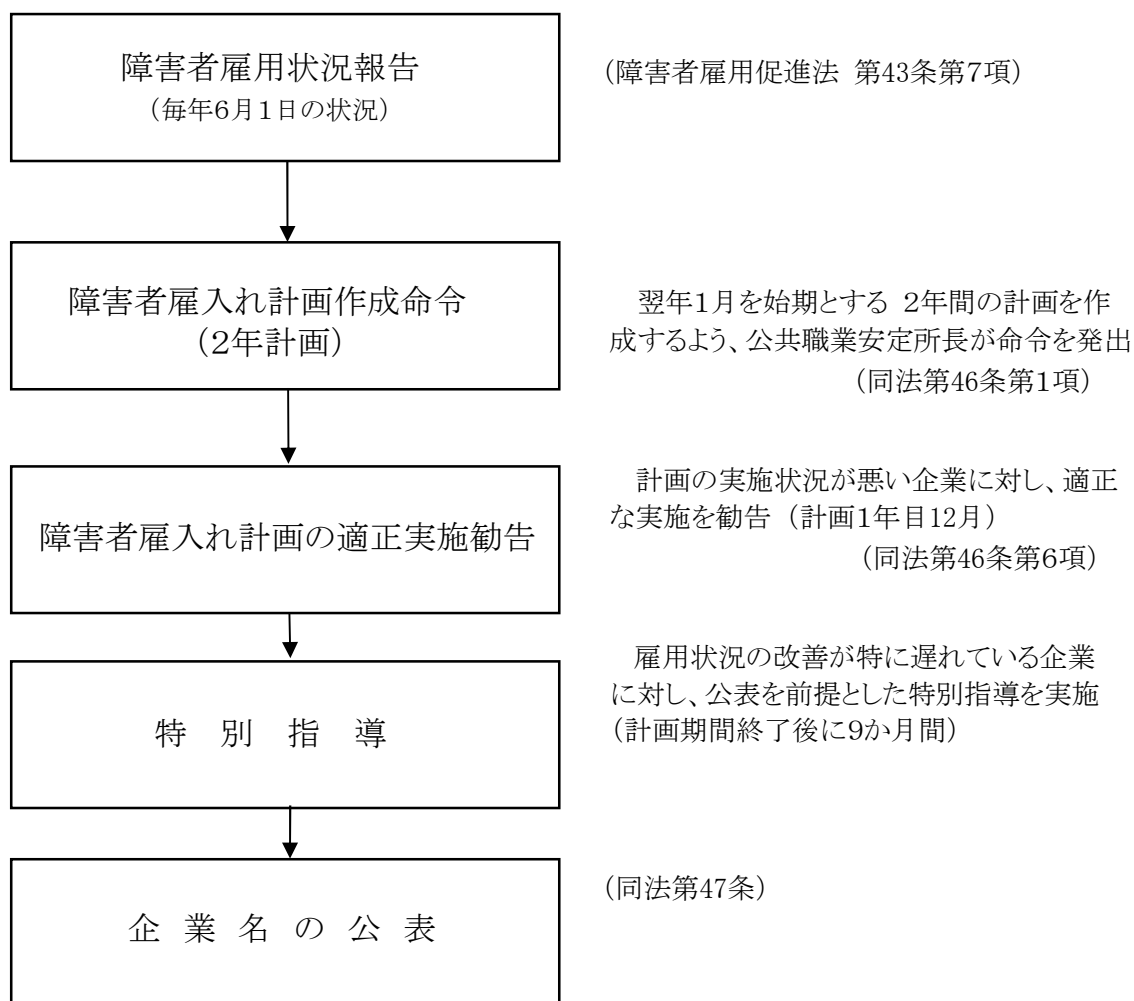 障害者雇用状況報告
（毎年６月１日の状況）
（障害者雇用促進法 第43条第７項）
障害者雇入れ計画作成命令
（２年計画）
翌年１月を始期とする ２年間の計画を作
成するよう、公共職業安定所長が命令を発出
（同法第46条第１項）
障害者雇入れ計画の適正実施勧告
計画の実施状況が悪い企業に対し、適正
な実施を勧告 （計画１年目12月）
（同法第46条第６項）
特 別 指 導
雇用状況の改善が特に遅れている企業
に対し、公表を前提とした特別指導を実施
（計画期間終了後に９か月間）
企 業 名 の 公 表
（同法第47条）